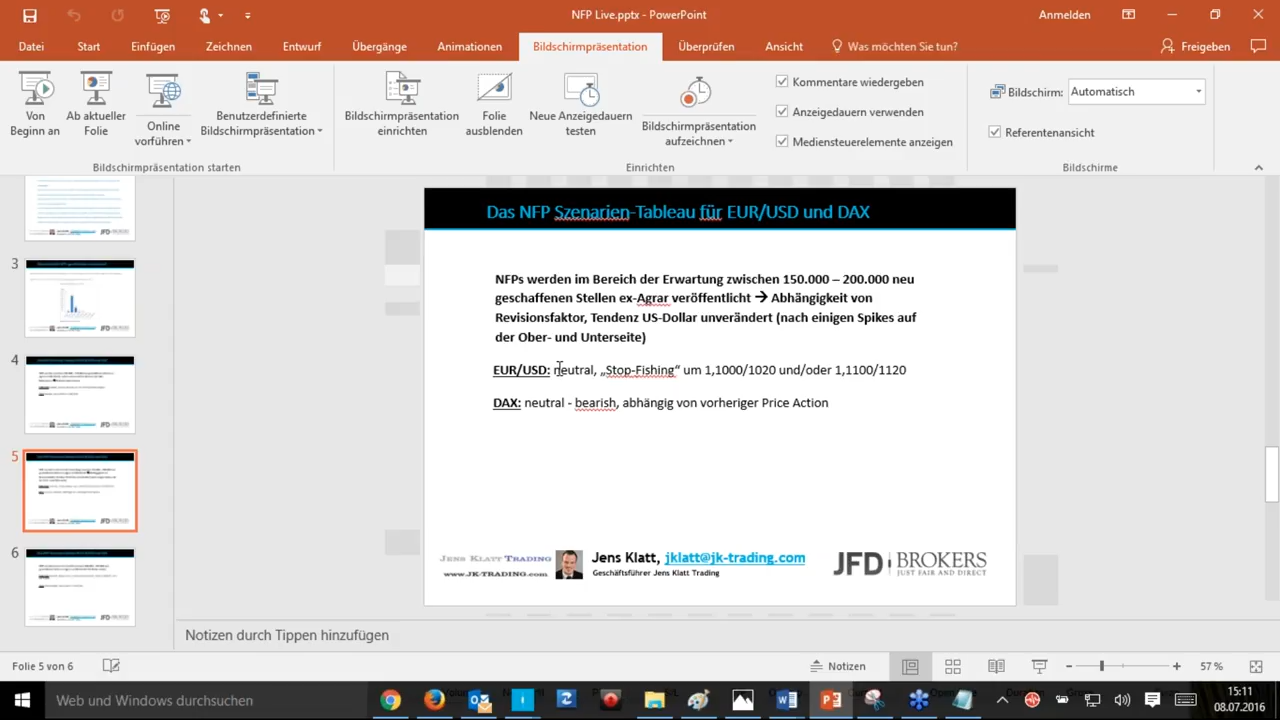 NFP Live.pptx - PowerPoint
Anmelden
Datei
Start
Einfügen
Zeichnen
Entwurf
Übergänge
Animationen
Bildschirmpräsentation
Überprüfen
Ansicht
Was möchten Sie tun?
Freigeben
Von Beginn an
Ab aktueller Folie
Online vorführen
Benutzerdefinierte Bildschirmpräsentation
Bildschirmpräsentation einrichten
Folie ausblenden
Neue Anzeigedauern testen
Bildschirmpräsentation aufzeichnen
Kommentare wiedergeben
Anzeigedauern verwenden
Mediensteuerelemente anzeigen
Bildschirm: Automatisch
Referentenansicht
Bildschirmpräsentation starten
Einrichten
Bildschirme
3
4
5
6
Das NFP Szenarien-Tableau für EUR/USD und DAX
NFPs werden im Bereich der Erwartung zwischen 150.000 – 200.000 neu
geschaffenen Stellen ex-Agrar veröffentlicht → Abhängigkeit von
Revisionsfaktor, Tendenz US-Dollar unverändert (nach einigen Spikes auf
der Ober- und Unterseite)
EUR/USD: neutral, „Stop-Fishing“ um 1,1000/1020 und/oder 1,1100/1120
DAX: neutral - bearish, abhängig von vorheriger Price Action
Jens Klatt Trading
www.JK-trading.com
Jens Klatt, jklatt@jk-trading.com
Geschäftsführer Jens Klatt Trading
JFD BROKERS
JUST FAIR AND DIRECT
Notizen durch Tippen hinzufügen
Folie 5 von 6
Notizen
57 %
Web und Windows durchsuchen
15:11
08.07.2016